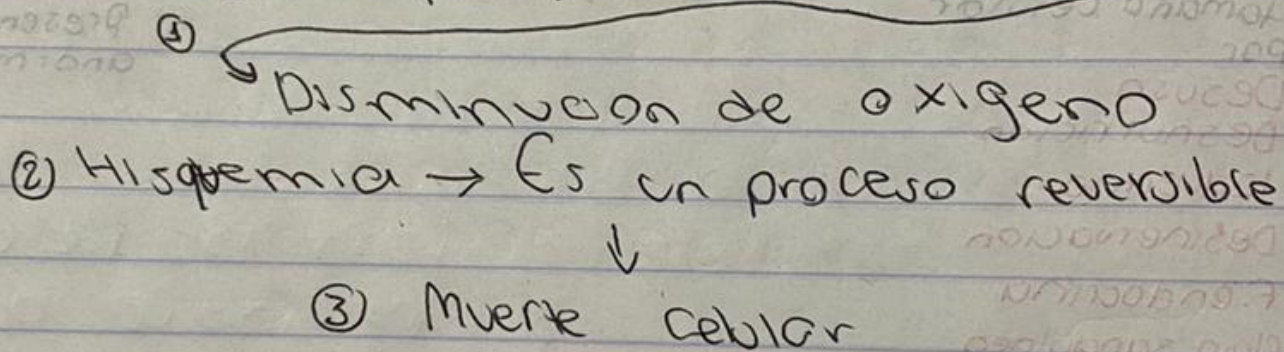 ①
Disminucion de oxigeno
② Hisquemia → Es un proceso reversible
↓
③ Muerte celular